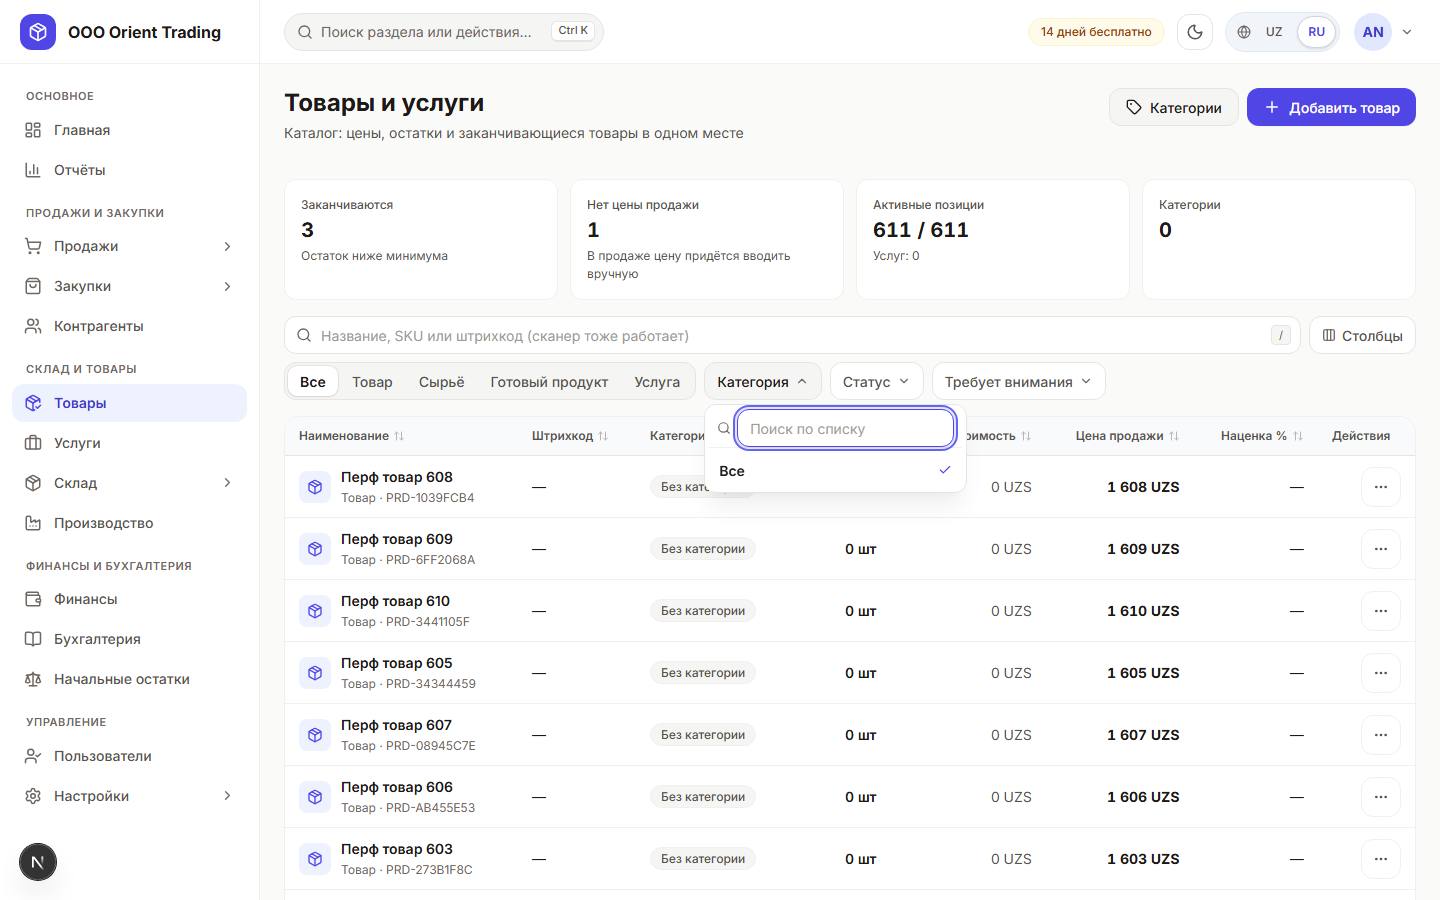 ООО Orient Trading
Поиск раздела или действия...
Ctrl K
14 дней бесплатно
UZ
RU
AN
ОСНОВНОЕ
Главная
Отчёты
ПРОДАЖИ И ЗАКУПКИ
Продажи
Закупки
Контрагенты
СКЛАД И ТОВАРЫ
Товары
Услуги
Склад
Производство
ФИНАНСЫ И БУХГАЛТЕРИЯ
Финансы
Бухгалтерия
Начальные остатки
УПРАВЛЕНИЕ
Пользователи
Настройки
N
Товары и услуги
Каталог: цены, остатки и заканчивающиеся товары в одном месте
Категории
Добавить товар
Заканчиваются
3
Остаток ниже минимума
Нет цены продажи
1
В продаже цену придётся вводить
вручную
Активные позиции
611 / 611
Услуг: 0
Категории
0
Название, SKU или штрихкод (сканер тоже работает)
/
Столбцы
Все
Товар
Сырьё
Готовый продукт
Услуга
Категория
Статус
Требует внимания
Поиск по списку
Все
Наименование
Штрихкод
Категори
римость
Цена продажи
Наценка %
Действия
Перф товар 608
Товар · PRD-1039FCB4
—
Без кате
0 UZS
1 608 UZS
—
Перф товар 609
Товар · PRD-6FF2068A
—
Без категории
0 шт
0 UZS
1 609 UZS
—
Перф товар 610
Товар · PRD-3441105F
—
Без категории
0 шт
0 UZS
1 610 UZS
—
Перф товар 605
Товар · PRD-34344459
—
Без категории
0 шт
0 UZS
1 605 UZS
—
Перф товар 607
Товар · PRD-08945C7E
—
Без категории
0 шт
0 UZS
1 607 UZS
—
Перф товар 606
Товар · PRD-AB455E53
—
Без категории
0 шт
0 UZS
1 606 UZS
—
Перф товар 603
Товар · PRD-273B1F8C
—
Без категории
0 шт
0 UZS
1 603 UZS
—